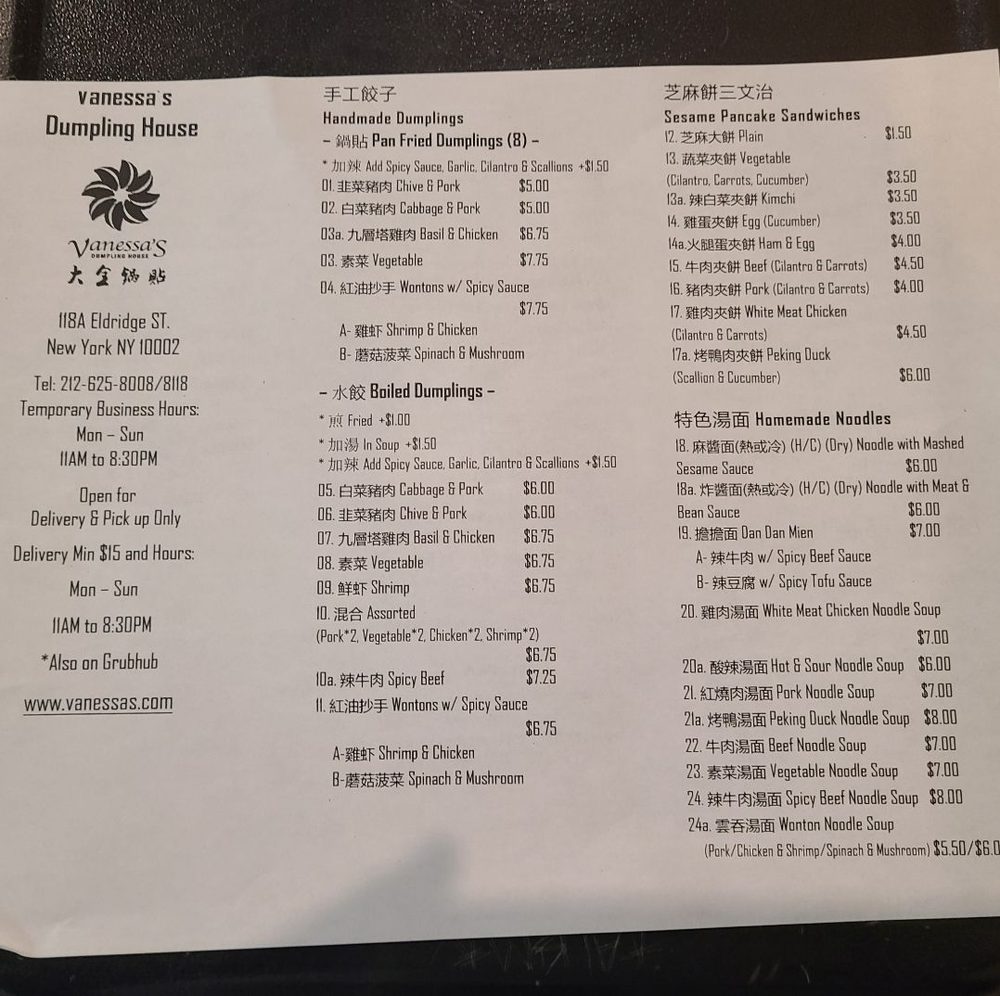 Vanessa's
Dumpling House
Vanessa'S
DUMPLING HOUSE
大全鍋貼
118A Eldridge ST.
New York NY 10002
Tel: 212-625-8008/8118
Temporary Business Hours:
Mon – Sun
11AM to 8:30PM
Open for
Delivery & Pick up Only
Delivery Min $15 and Hours:
Mon – Sun
11AM to 8:30PM
*Also on Grubhub
www.vanessas.com
手工餃子
Handmade Dumplings
– 鍋貼 Pan Fried Dumplings (8) –
* 加辣 Add Spicy Sauce, Garlic, Cilantro & Scallions +$1.50
01. 韭菜豬肉 Chive & Pork $5.00
02. 白菜豬肉 Cabbage & Pork $5.00
03a. 九層塔雞肉 Basil & Chicken $6.75
03. 素菜 Vegetable $7.75
04. 紅油抄手 Wontons w/ Spicy Sauce
$7.75
A- 雞虾 Shrimp & Chicken
B- 蘑菇菠菜 Spinach & Mushroom
– 水餃 Boiled Dumplings –
* 煎 Fried +$1.00
* 加湯 In Soup +$1.50
* 加辣 Add Spicy Sauce, Garlic, Cilantro & Scallions +$1.50
05. 白菜豬肉 Cabbage & Pork $6.00
06. 韭菜豬肉 Chive & Pork $6.00
07. 九層塔雞肉 Basil & Chicken $6.75
08. 素菜 Vegetable $6.75
09. 鮮虾 Shrimp $6.75
10. 混合 Assorted
(Pork*2, Vegetable*2, Chicken*2, Shrimp*2)
$6.75
10a. 辣牛肉 Spicy Beef $7.25
11. 紅油抄手 Wontons w/ Spicy Sauce
$6.75
A-雞虾 Shrimp & Chicken
B-蘑菇菠菜 Spinach & Mushroom
芝麻餅三文治
Sesame Pancake Sandwiches
12. 芝麻大餅 Plain $1.50
13. 蔬菜夾餅 Vegetable
(Cilantro, Carrots, Cucumber) $3.50
13a. 辣白菜夾餅 Kimchi $3.50
14. 雞蛋夾餅 Egg (Cucumber) $3.50
14a.火腿蛋夾餅 Ham & Egg $4.00
15. 牛肉夾餅 Beef (Cilantro & Carrots) $4.50
16. 豬肉夾餅 Pork (Cilantro & Carrots) $4.00
17. 雞肉夾餅 White Meat Chicken
(Cilantro & Carrots) $4.50
17a. 烤鴨肉夾餅 Peking Duck
(Scallion & Cucumber) $6.00
特色湯面 Homemade Noodles
18. 麻醬面(熱或冷) (H/C) (Dry) Noodle with Mashed
Sesame Sauce $6.00
18a. 炸醬面(熱或冷) (H/C) (Dry) Noodle with Meat &
Bean Sauce $6.00
19. 擔擔面 Dan Dan Mien $7.00
A- 辣牛肉 w/ Spicy Beef Sauce
B- 辣豆腐 w/ Spicy Tofu Sauce
20. 雞肉湯面 White Meat Chicken Noodle Soup
$7.00
20a. 酸辣湯面 Hot & Sour Noodle Soup $6.00
21. 紅燒肉湯面 Pork Noodle Soup $7.00
21a. 烤鴨湯面 Peking Duck Noodle Soup $8.00
22. 牛肉湯面 Beef Noodle Soup $7.00
23. 素菜湯面 Vegetable Noodle Soup $7.00
24. 辣牛肉湯面 Spicy Beef Noodle Soup $8.00
24a. 雲吞湯面 Wonton Noodle Soup
(Pork/Chicken & Shrimp/Spinach & Mushroom) $5.50/$6.0